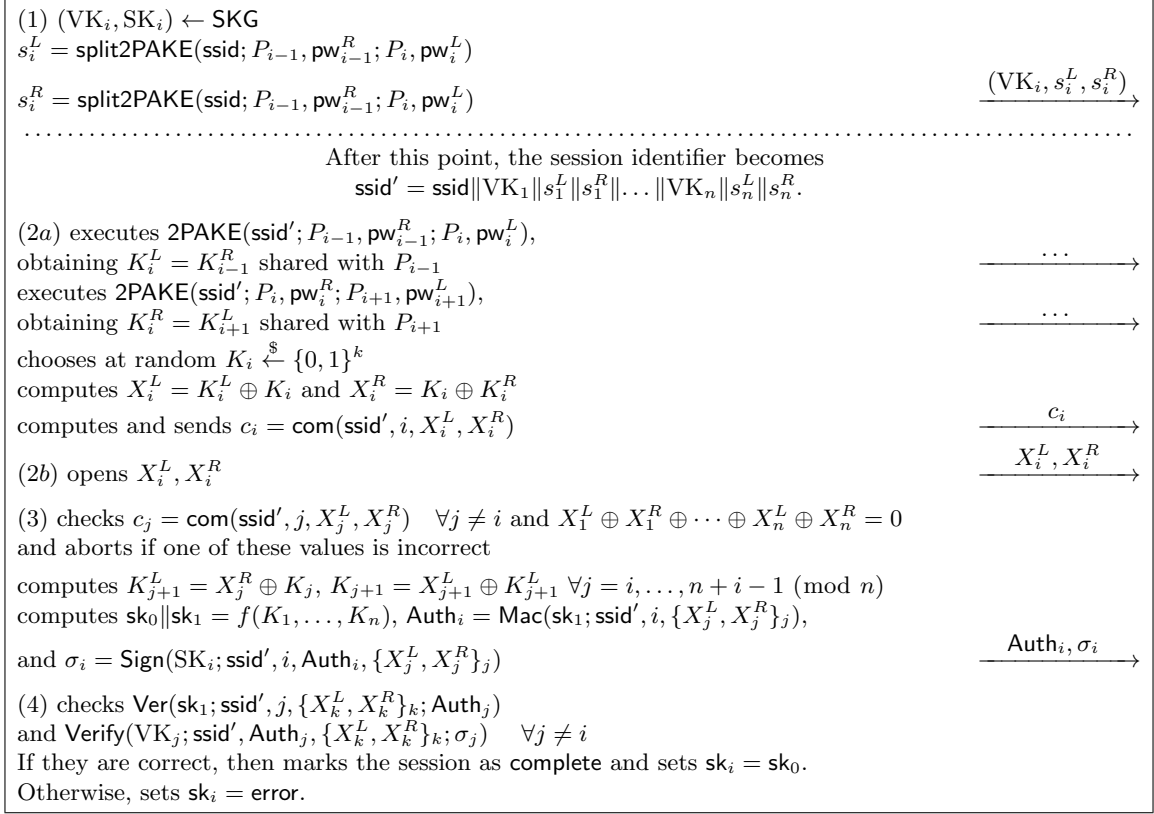 (1) (VK_i, SK_i) ← SKG
s_i^L = split2PAKE(ssid; P_{i−1}, pw_{i−1}^R; P_i, pw_i^L)
s_i^R = split2PAKE(ssid; P_{i−1}, pw_{i−1}^R; P_i, pw_i^L) (VK_i, s_i^L, s_i^R)
After this point, the session identifier becomes
ssid′ = ssid‖VK_1‖s_1^L‖s_1^R‖…‖VK_n‖s_n^L‖s_n^R.
(2a) executes 2PAKE(ssid′; P_{i−1}, pw_{i−1}^R; P_i, pw_i^L),
obtaining K_i^L = K_{i−1}^R shared with P_{i−1} …
executes 2PAKE(ssid′; P_i, pw_i^R; P_{i+1}, pw_{i+1}^L),
obtaining K_i^R = K_{i+1}^L shared with P_{i+1} …
chooses at random K_i ←^$ {0, 1}^k
computes X_i^L = K_i^L ⊕ K_i and X_i^R = K_i ⊕ K_i^R
computes and sends c_i = com(ssid′, i, X_i^L, X_i^R) c_i
(2b) opens X_i^L, X_i^R X_i^L, X_i^R
(3) checks c_j = com(ssid′, j, X_j^L, X_j^R) ∀j ≠ i and X_1^L ⊕ X_1^R ⊕ ⋯ ⊕ X_n^L ⊕ X_n^R = 0
and aborts if one of these values is incorrect
computes K_{j+1}^L = X_j^R ⊕ K_j, K_{j+1} = X_{j+1}^L ⊕ K_{j+1}^L ∀j = i, …, n + i − 1 (mod n)
computes sk_0‖sk_1 = f(K_1, …, K_n), Auth_i = Mac(sk_1; ssid′, i, {X_j^L, X_j^R}_j),
and σ_i = Sign(SK_i; ssid′, i, Auth_i, {X_j^L, X_j^R}_j) Auth_i, σ_i
(4) checks Ver(sk_1; ssid′, j, {X_k^L, X_k^R}_k; Auth_j)
and Verify(VK_j; ssid′, Auth_j, {X_k^L, X_k^R}_k; σ_j) ∀j ≠ i
If they are correct, then marks the session as complete and sets sk_i = sk_0.
Otherwise, sets sk_i = error.